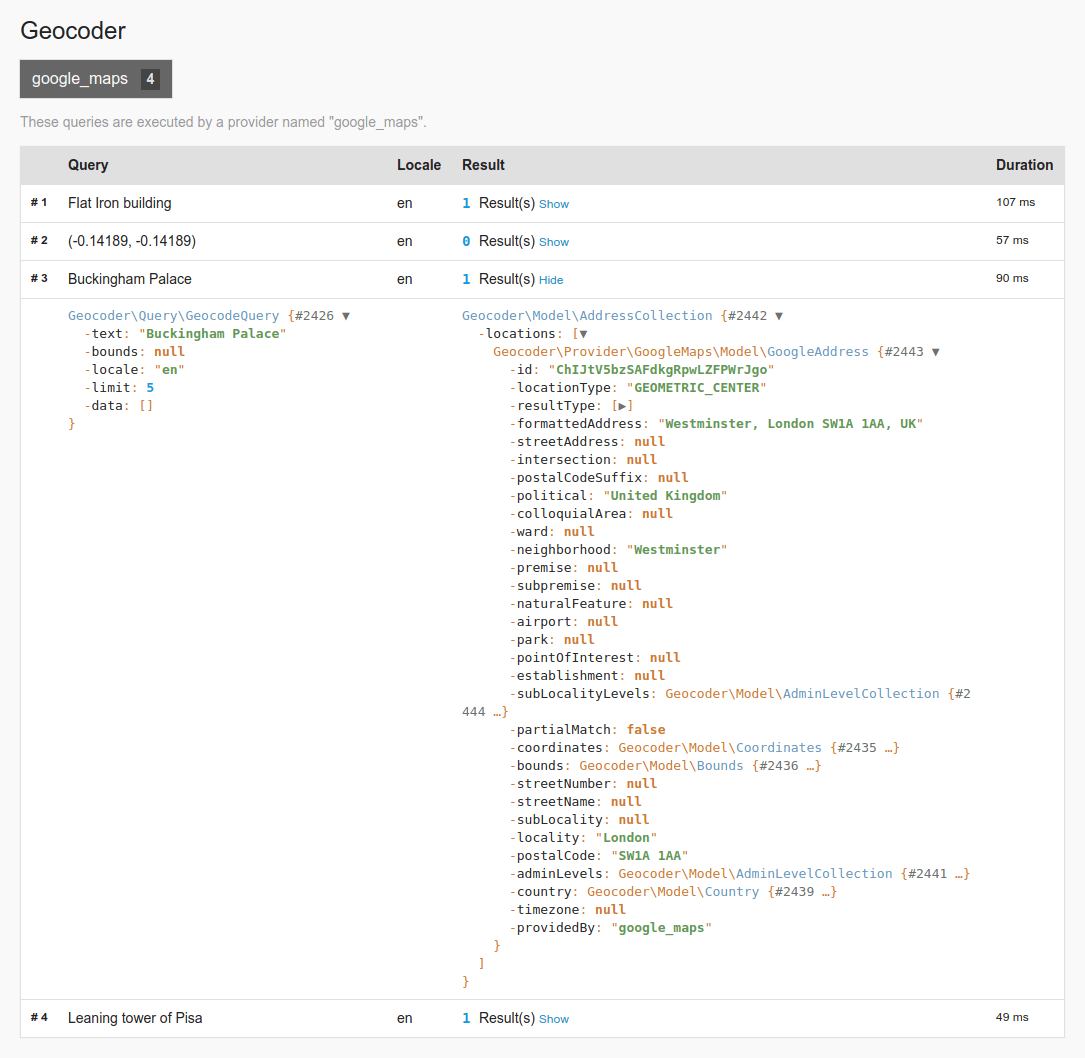 Geocoder
google_maps 4
These queries are executed by a provider named "google_maps".
Query Locale Result Duration
# 1 Flat Iron building en 1 Result(s) Show 107 ms
# 2 (-0.14189, -0.14189) en 0 Result(s) Show 57 ms
# 3 Buckingham Palace en 1 Result(s) Hide 90 ms
Geocoder\Query\GeocodeQuery {#2426 ▼
-text: "Buckingham Palace"
-bounds: null
-locale: "en"
-limit: 5
-data: []
}
Geocoder\Model\AddressCollection {#2442 ▼
-locations: [▼
Geocoder\Provider\GoogleMaps\Model\GoogleAddress {#2443 ▼
-id: "ChIJtV5bzSAFdkgRpwLZFPWrJgo"
-locationType: "GEOMETRIC_CENTER"
-resultType: [▶]
-formattedAddress: "Westminster, London SW1A 1AA, UK"
-streetAddress: null
-intersection: null
-postalCodeSuffix: null
-political: "United Kingdom"
-colloquialArea: null
-ward: null
-neighborhood: "Westminster"
-premise: null
-subpremise: null
-naturalFeature: null
-airport: null
-park: null
-pointOfInterest: null
-establishment: null
-subLocalityLevels: Geocoder\Model\AdminLevelCollection {#2
444 …}
-partialMatch: false
-coordinates: Geocoder\Model\Coordinates {#2435 …}
-bounds: Geocoder\Model\Bounds {#2436 …}
-streetNumber: null
-streetName: null
-subLocality: null
-locality: "London"
-postalCode: "SW1A 1AA"
-adminLevels: Geocoder\Model\AdminLevelCollection {#2441 …}
-country: Geocoder\Model\Country {#2439 …}
-timezone: null
-providedBy: "google_maps"
}
]
}
# 4 Leaning tower of Pisa en 1 Result(s) Show 49 ms